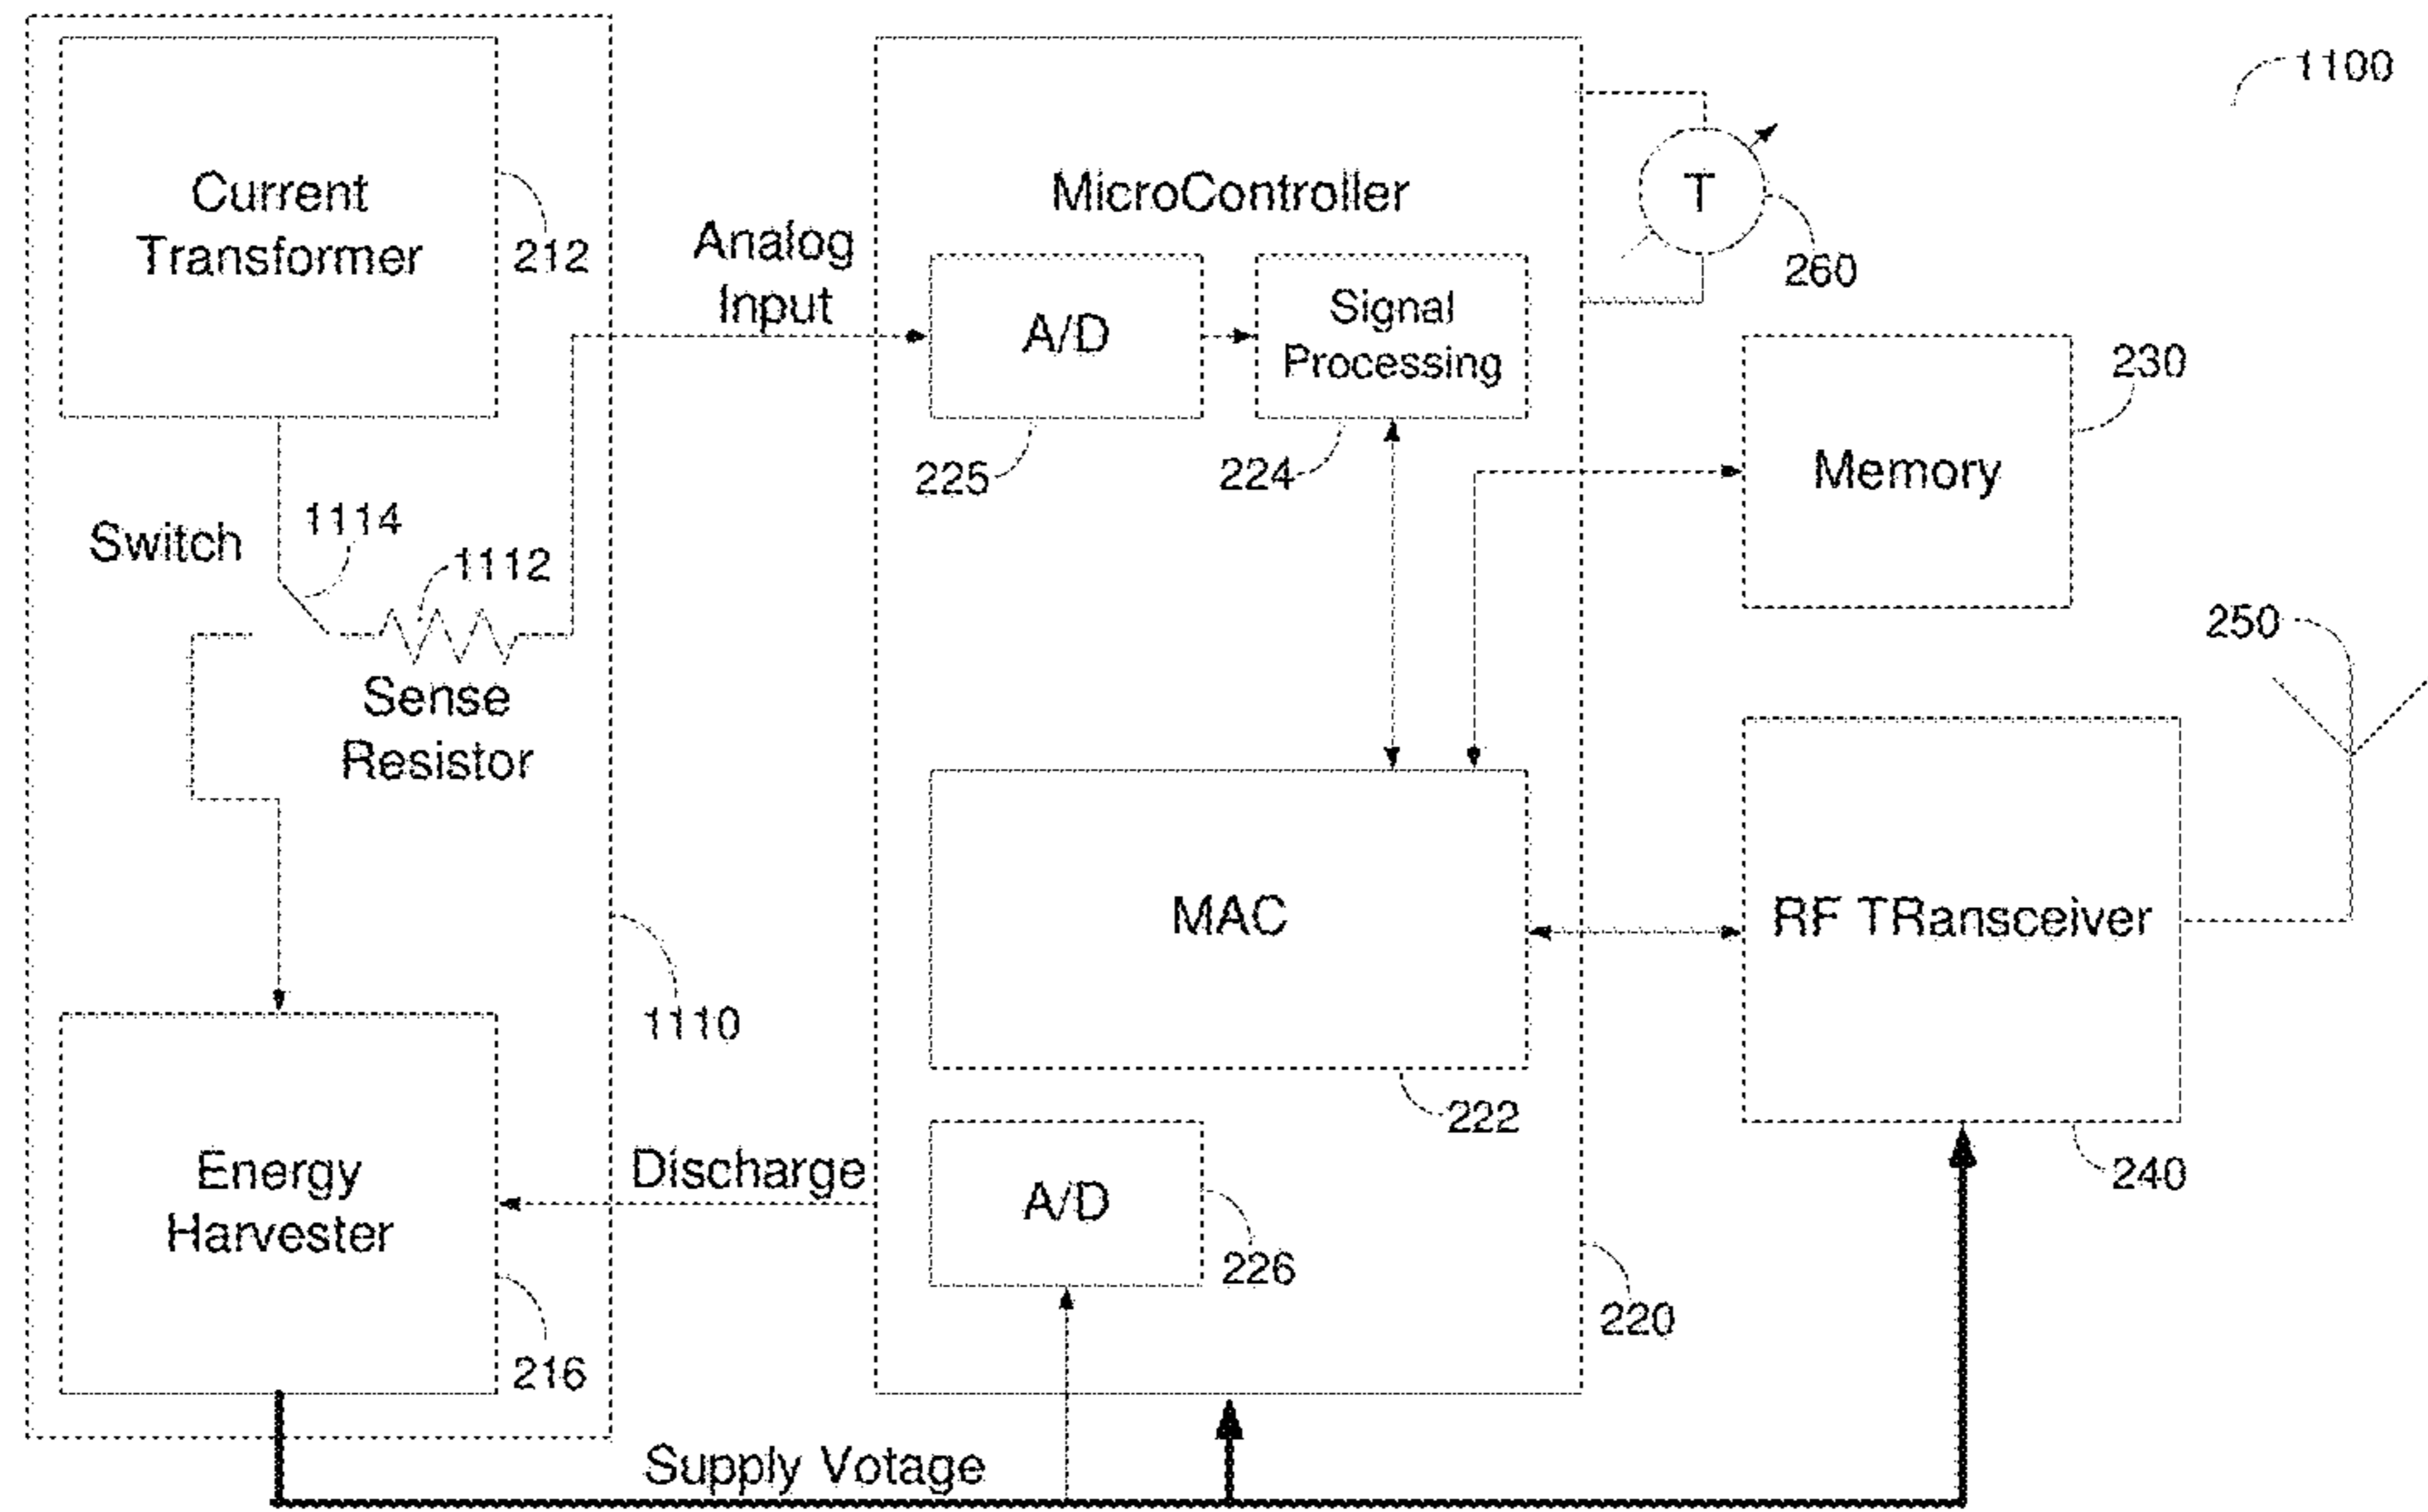 1100
Current
Transformer
212
MicroController
T
260
Analog
Input
A/D
225
Signal
Processing
224
230
Memory
Switch
1114
1112
Sense
Resistor
250
MAC
222
RF TRansceiver
240
1110
Energy
Harvester
216
Discharge
A/D
226
220
Supply Votage